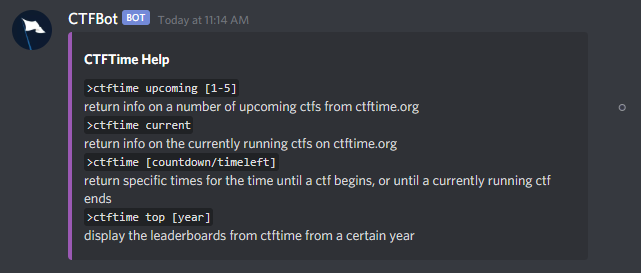 CTFBot BOT Today at 11:14 AM
CTFTime Help
>ctftime upcoming [1-5]
return info on a number of upcoming ctfs from ctftime.org
>ctftime current
return info on the currently running ctfs on ctftime.org
>ctftime [countdown/timeleft]
return specific times for the time until a ctf begins, or until a currently running ctf
ends
>ctftime top [year]
display the leaderboards from ctftime from a certain year